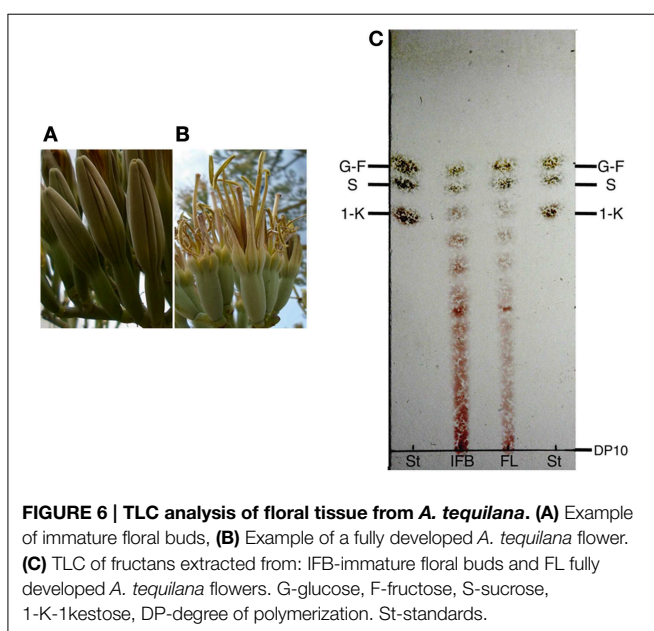 A
B
C
G-F
S
1-K
G-F
S
1-K
DP10
St IFB FL St
FIGURE 6 | TLC analysis of floral tissue from A. tequilana. (A) Example
of immature floral buds, (B) Example of a fully developed A. tequilana flower.
(C) TLC of fructans extracted from: IFB-immature floral buds and FL fully
developed A. tequilana flowers. G-glucose, F-fructose, S-sucrose,
1-K-1kestose, DP-degree of polymerization. St-standards.